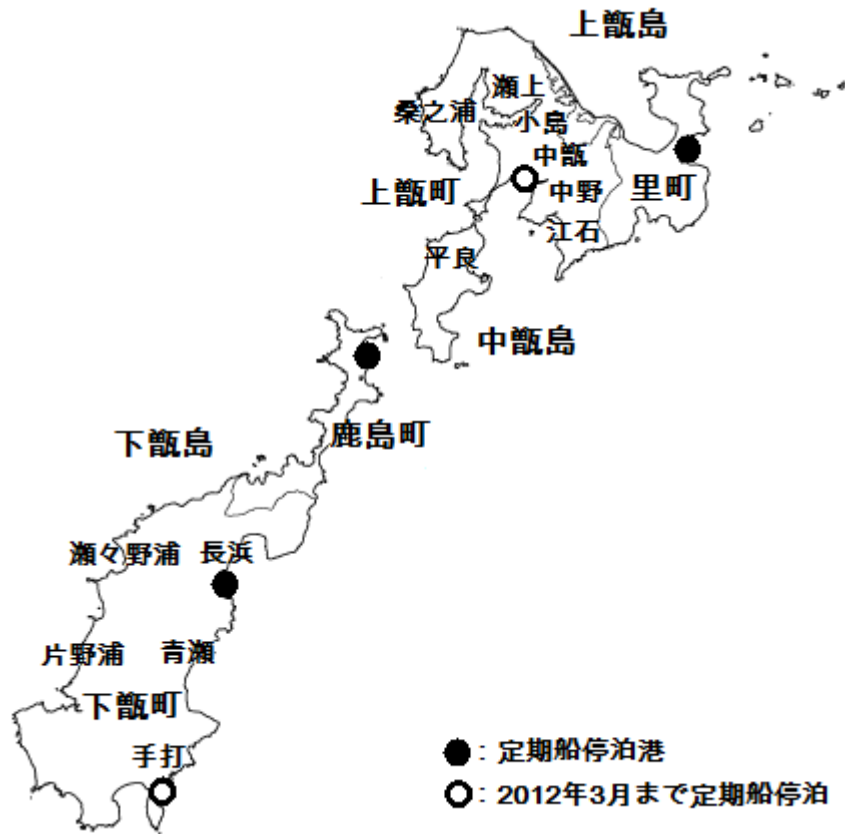 上甑島
瀬上
桑之浦
小島
中甑
上甑町
中野
里町
江石
平良
中甑島
鹿島町
下甑島
瀬々野浦
長浜
片野浦
青瀬
下甑町
手打
●：定期船停泊港
○：2012年3月まで定期船停泊